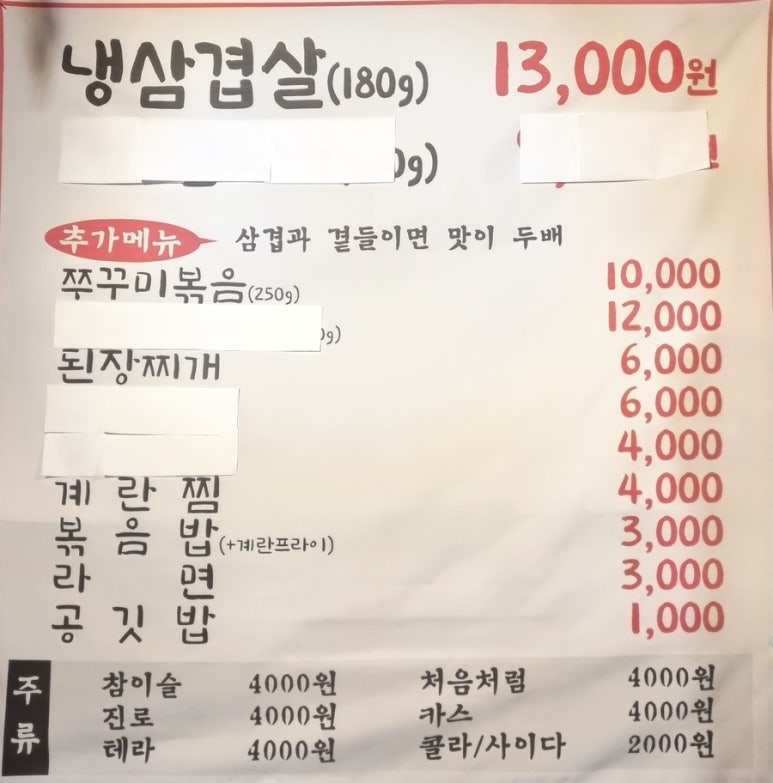 냉삼겹살(180g) 13,000원
0g)
추가메뉴 삼겹과 곁들이면 맛이 두배
쭈꾸미볶음(250g) 10,000
0g) 12,000
된장찌개 6,000
6,000
4,000
계 란 찜 4,000
볶 음 밥(+계란프라이) 3,000
라 면 3,000
공 깃 밥 1,000
주류
참이슬 4000원 처음처럼 4000원
진로 4000원 카스 4000원
테라 4000원 콜라/사이다 2000원